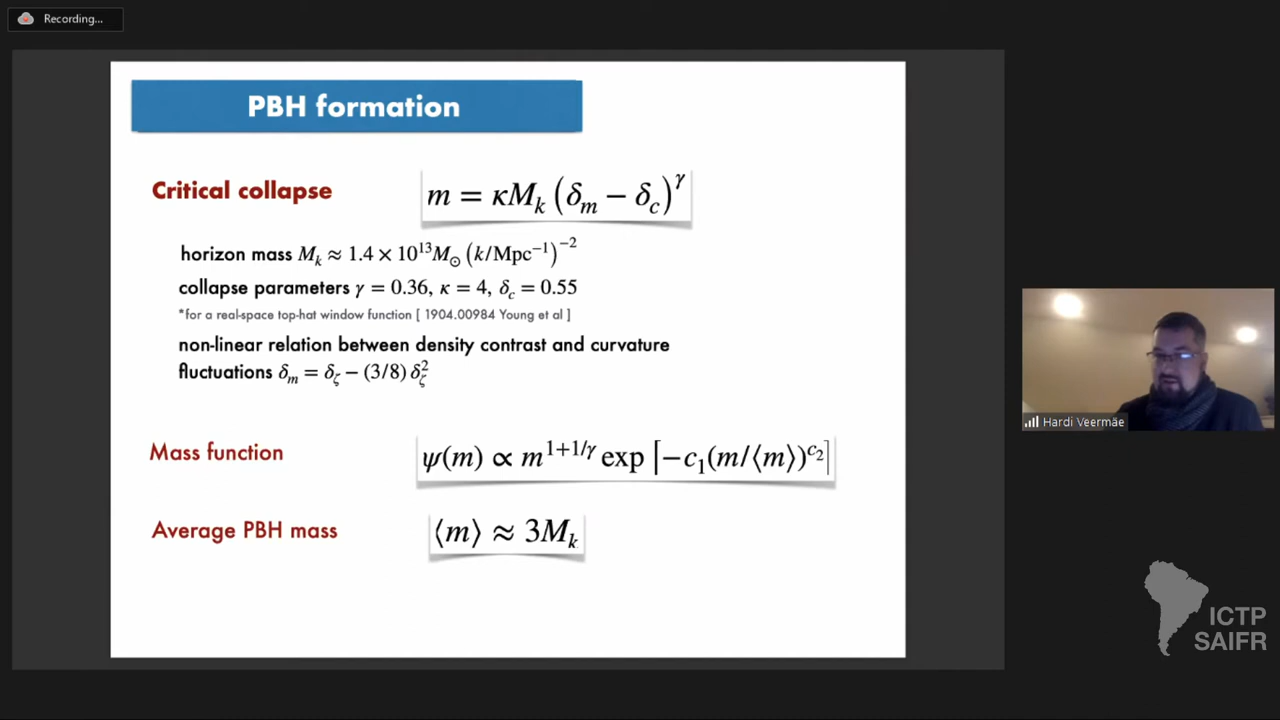 Recording...
PBH formation
Critical collapse
m = κM_k (δ_m − δ_c)^γ
horizon mass M_k ≈ 1.4 × 10^13 M_⊙ (k/Mpc^−1)^−2
collapse parameters γ = 0.36, κ = 4, δ_c = 0.55
*for a real-space top-hat window function [ 1904.00984 Young et al ]
non-linear relation between density contrast and curvature
fluctuations δ_m = δ_ζ − (3/8) δ_ζ^2
Mass function
ψ(m) ∝ m^{1+1/γ} exp [−c_1(m/⟨m⟩)^{c_2}]
Average PBH mass
⟨m⟩ ≈ 3M_k
Hardi Veermäe
ICTP
SAIFR